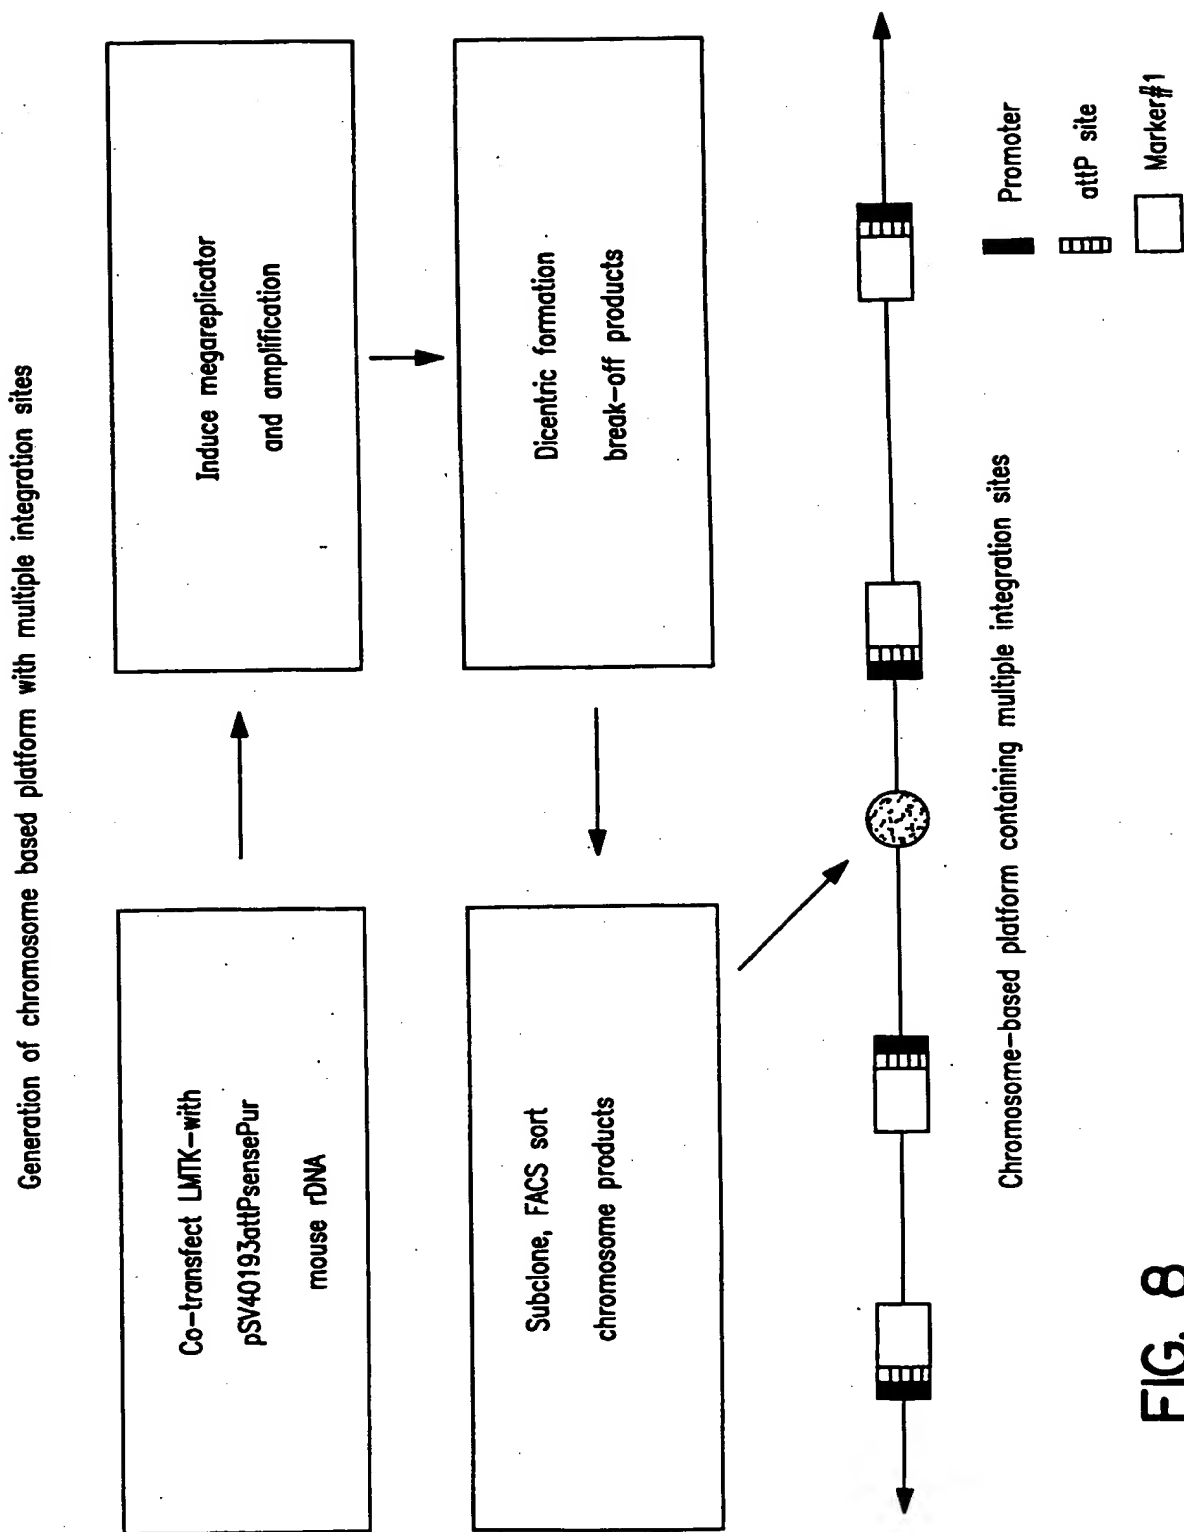 Generation of chromosome based platform with multiple integration sites
Co-transfect LMTK-with
pSV40193attPsensePur
mouse rDNA
Induce megareplicator
and amplification
Dicentric formation
break-off products
Subclone, FACS sort
chromosome products
Chromosome-based platform containing multiple integration sites
Promoter
attP site
Marker#1
FIG. 8